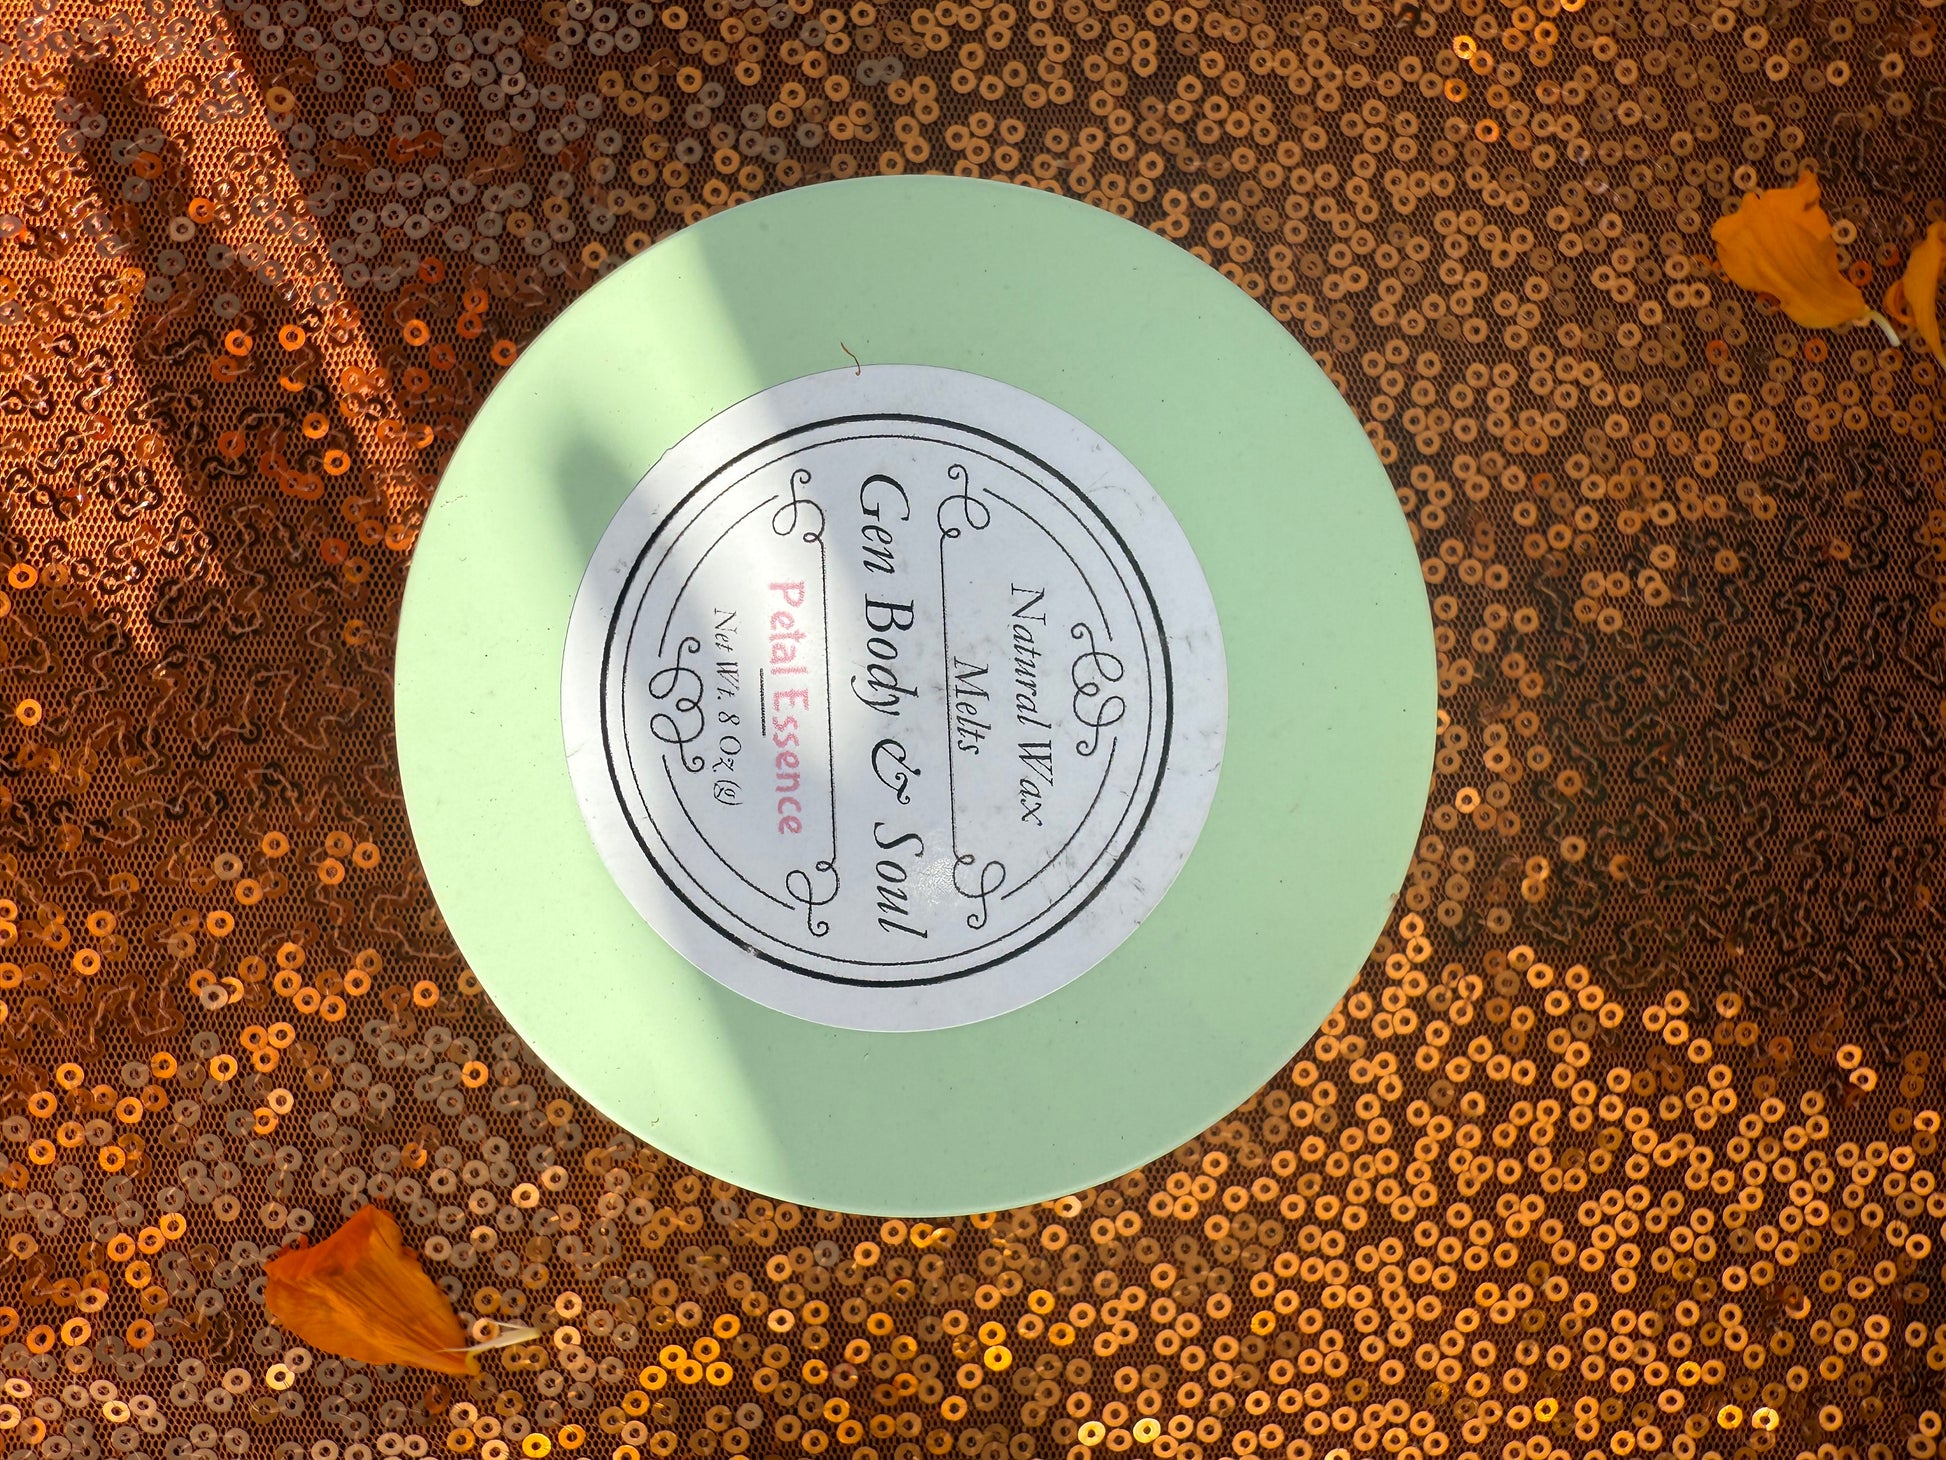 Natural Wax
Melts
Gen Body & Soul
Petal Essence
Net Wt. 8 Oz (g)